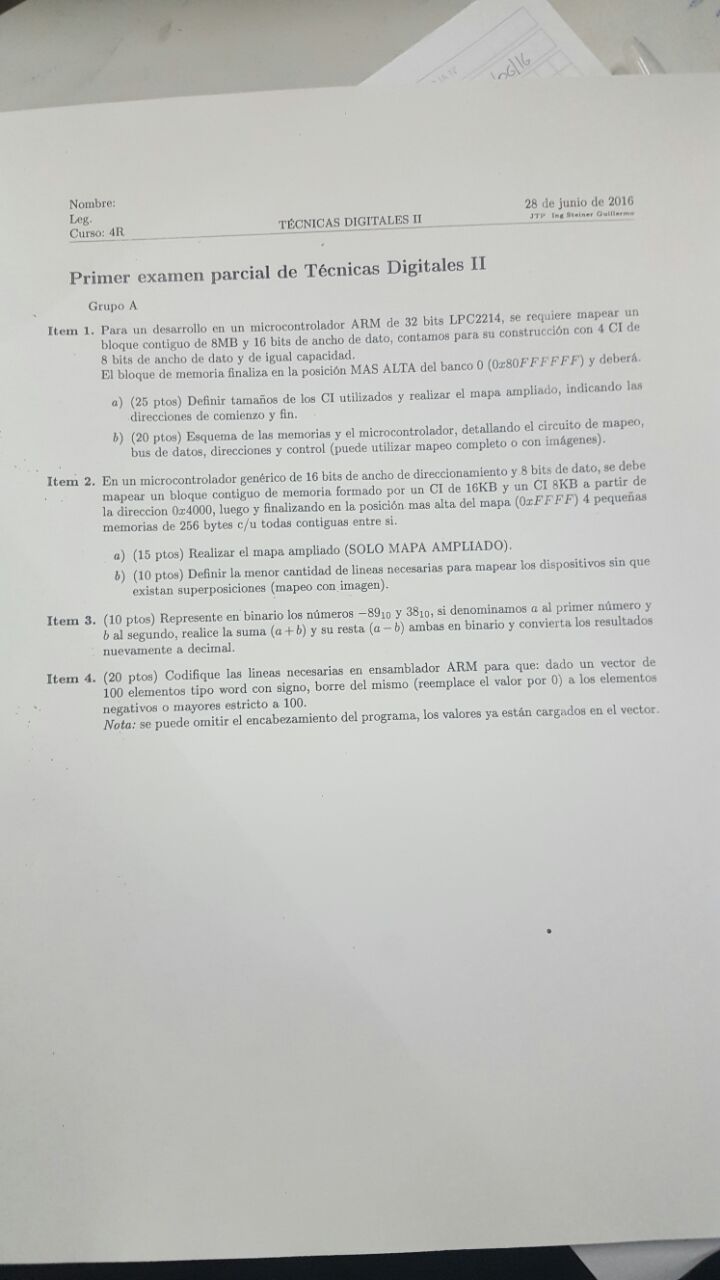 06/16
Nombre:
28 de junio de 2016
Leg.
TÉCNICAS DIGITALES II
JTP Ing Steiner Guillermo
Curso: 4R
Primer examen parcial de Técnicas Digitales II
Grupo A
Item 1. Para un desarrollo en un microcontrolador ARM de 32 bits LPC2214, se requiere mapear un
bloque contiguo de 8MB y 16 bits de ancho de dato, contamos para su construcción con 4 CI de
8 bits de ancho de dato y de igual capacidad.
El bloque de memoria finaliza en la posición MAS ALTA del banco 0 (0x80FFFFFF) y deberá.
a) (25 ptos) Definir tamaños de los CI utilizados y realizar el mapa ampliado, indicando las
direcciones de comienzo y fin.
b) (20 ptos) Esquema de las memorias y el microcontrolador, detallando el circuito de mapeo,
bus de datos, direcciones y control (puede utilizar mapeo completo o con imágenes).
Item 2. En un microcontrolador genérico de 16 bits de ancho de direccionamiento y 8 bits de dato, se debe
mapear un bloque contiguo de memoria formado por un CI de 16KB y un CI 8KB a partir de
la direccion 0x4000, luego y finalizando en la posición mas alta del mapa (0xFFFF) 4 pequeñas
memorias de 256 bytes c/u todas contiguas entre si.
a) (15 ptos) Realizar el mapa ampliado (SOLO MAPA AMPLIADO).
b) (10 ptos) Definir la menor cantidad de lineas necesarias para mapear los dispositivos sin que
existan superposiciones (mapeo con imagen).
Item 3. (10 ptos) Represente en binario los números −89₁₀ y 38₁₀, si denominamos a al primer número y
b al segundo, realice la suma (a + b) y su resta (a − b) ambas en binario y convierta los resultados
nuevamente a decimal.
Item 4. (20 ptos) Codifique las lineas necesarias en ensamblador ARM para que: dado un vector de
100 elementos tipo word con signo, borre del mismo (reemplace el valor por 0) a los elementos
negativos o mayores estricto a 100.
Nota: se puede omitir el encabezamiento del programa, los valores ya están cargados en el vector.